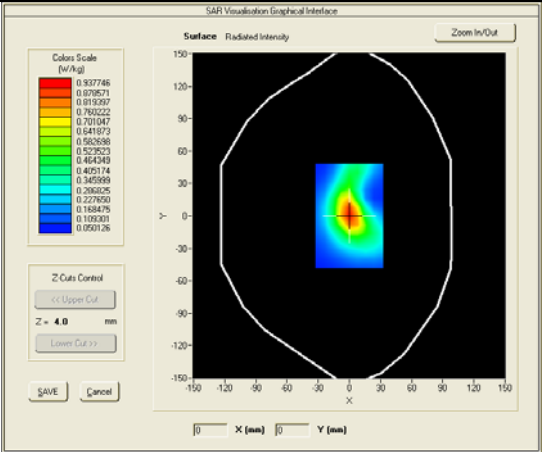 SAR Visualisation Graphical Interface
Surface Radiated Intensity
Zoom In/Out
Colors Scale
(W/kg)
0.937746
0.878571
0.819397
0.760222
0.701047
0.641873
0.582698
0.523523
0.464349
0.405174
0.345999
0.286825
0.227650
0.168475
0.109301
0.050126
Z-Cuts Control
<< Upper Cut
Z = 4.0 mm
Lower Cut >>
SAVE Cancel
150-
120-
90-
60-
30-
0-
-30-
-60-
-90-
-120-
-150-
Y
-150 -120 -90 -60 -30 0 30 60 90 120 150
X
0 X (mm) 0 Y (mm)